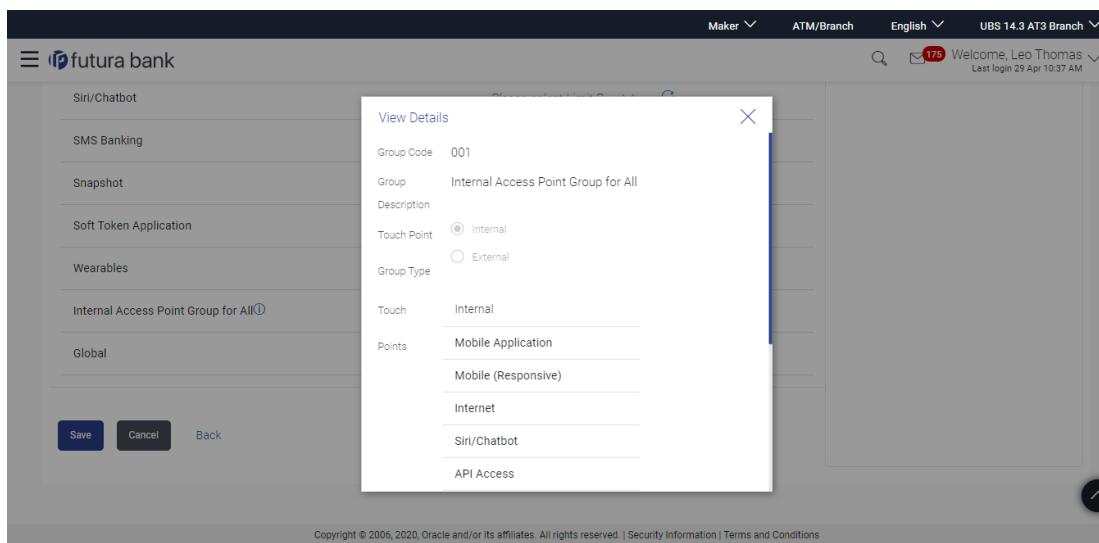 Maker ATM/Branch English UBS 14.3 AT3 Branch
futura bank
175 Welcome, Leo Thomas
Last login 29 Apr 10:37 AM
Siri/Chatbot
SMS Banking
Snapshot
Soft Token Application
Wearables
Internal Access Point Group for All
Global
Save Cancel Back
View Details
Group Code 001
Group Internal Access Point Group for All
Description
Touch Point Internal
External
Group Type
Touch Internal
Points Mobile Application
Mobile (Responsive)
Internet
Siri/Chatbot
API Access
Copyright © 2006, 2020, Oracle and/or its affiliates. All rights reserved. | Security Information | Terms and Conditions